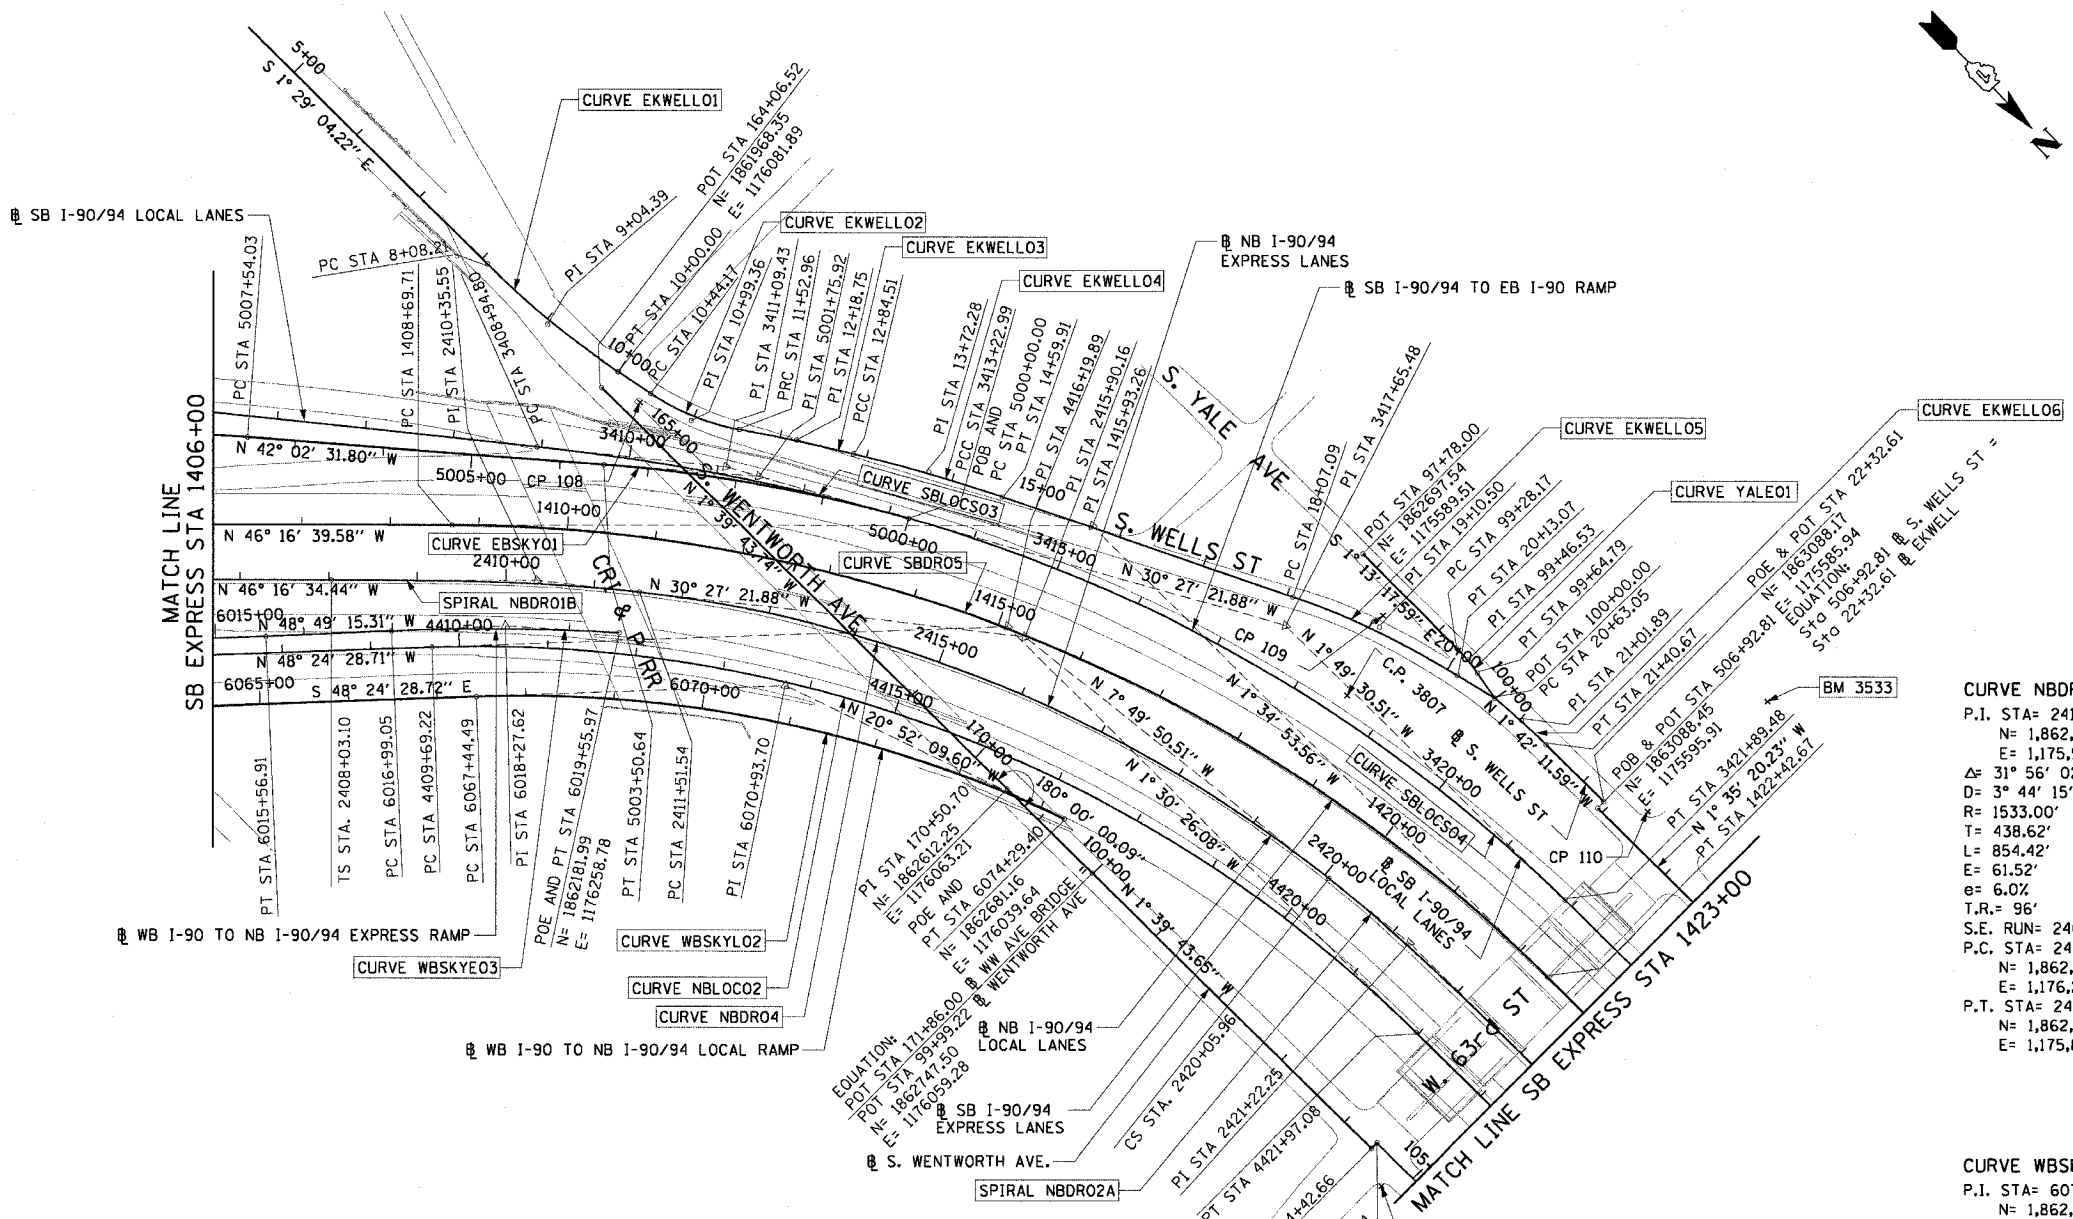 5+00
S 1° 29' 04.22" E
CURVE EKWELL01
POT STA 164+06.52
N= 1861968.35
E= 1176081.89
PI STA 9+04.39
PT STA 10+00.00
PC STA 10+44.17
CURVE EKWELL02
CURVE EKWELL03
CURVE EKWELL04
PI STA 10+99.36
PI STA 3411+09.43
PRC STA 11+52.96
PI STA 5001+75.92
PI STA 12+18.75
PCC STA 12+84.51
PI STA 13+72.28
PCC STA 3413+22.99
POB AND
PC STA 5000+00.00
PT STA 14+59.91
PI STA 4416+19.89
PI STA 2415+90.16
PI STA 1415+93.26
℄ NB I-90/94
EXPRESS LANES
℄ SB I-90/94 TO EB I-90 RAMP
N
℄ SB I-90/94 LOCAL LANES
PC STA 5007+54.03
PC STA 8+08.21
PC STA 1408+69.71
PI STA 2410+35.55
PC STA 3408+94.80
MATCH LINE
SB EXPRESS STA 1406+00
N 42° 02' 31.80" W
5005+00
CP 108
1410+00
N 46° 16' 39.58" W
CURVE EBSKY01
2410+00
N 46° 16' 34.44" W
SPIRAL NBDR01B
6015+00
N 48° 49' 15.31" W
4410+00
N 48° 24' 28.71" W
6065+00
S 48° 24' 28.72" E
6070+00
CRI & P RR
10+00
165+00
3410+00
S. WENTWORTH AVE
N 1° 39' 43.74" W
CURVE SBLOCS03
5000+00
CURVE SBDR05
N 30° 27' 21.88" W
1415+00
2415+00
4415+00
15+00
S. WELLS ST
3415+00
N 30° 27' 21.88" W
S. YALE AVE
PC STA 18+07.09
PI STA 3417+65.48
S 1° 13' 17.59" E
POT STA 97+78.00
N= 1862697.54
E= 1175589.51
PI STA 19+10.50
PC STA 99+28.17
PT STA 20+13.07
PI STA 99+46.53
PT STA 99+64.79
POT STA 100+00.00
PC STA 20+63.05
PI STA 21+01.89
PT STA 21+40.67
CURVE EKWELL05
CURVE YALE01
CURVE EKWELL06
POE & POT STA 22+32.61
N= 1863088.17
E= 1175585.94
EQUATION:
Sta 506+92.81 ℄ S. WELLS ST =
Sta 22+32.61 ℄ EKWELL
POB & POT STA 506+92.81
N= 1863088.45
E= 1175595.91
BM 3533
PT STA 3421+89.48
N 1° 35' 20.23" W
PT STA 1422+42.67
20+00
100+00
N 1° 42' 11.59" W
CP 109
C.P. 3807
N 1° 49' 30.51" W
℄ S. WELLS ST
3420+00
N 1° 34' 53.56" W
CURVE SBLOCS04
1420+00
N 7° 49' 50.51" W
N 1° 30' 26.08" W
2420+00
℄ SB I-90/94
LOCAL LANES
4420+00
CP 110
W. 63rd ST
MATCH LINE SB EXPRESS STA 1423+00
N 20° 52' 09.60" W
170+00
180° 00' 00.09"
100+00
N 1° 39' 43.65" W
105
PT STA 6015+56.91
TS STA. 2408+03.10
PC STA 6016+99.05
PC STA 4409+69.22
PC STA 6067+44.49
PI STA 6018+27.62
POE AND PT STA 6019+55.97
N= 1862181.99
E= 1176258.78
PT STA 5003+50.64
PC STA 2411+51.54
PI STA 6070+93.70
PI STA 170+50.70
N= 1862612.25
E= 1176063.21
POE AND
PT STA 6074+29.40
N= 1862681.16
E= 1176039.64
EQUATION:
POT STA 171+86.00 ℄ WW AVE BRIDGE =
POT STA 99+99.22 ℄ WENTWORTH AVE
N= 1862747.50
E= 1176059.28
℄ WB I-90 TO NB I-90/94 EXPRESS RAMP
CURVE WBSKYE03
CURVE WBSKYL02
CURVE NBLOC02
CURVE NBDR04
℄ WB I-90 TO NB I-90/94 LOCAL RAMP
℄ NB I-90/94
LOCAL LANES
℄ SB I-90/94
EXPRESS LANES
℄ S. WENTWORTH AVE.
SPIRAL NBDR02A
CS STA. 2420+05.96
PI STA 2421+22.25
PT STA 4421+97.08
4+42.66
CURVE NBDR
P.I. STA= 241
N= 1,862,
E= 1,175,
Δ= 31° 56' 0
D= 3° 44' 15"
R= 1533.00'
T= 438.62'
L= 854.42'
E= 61.52'
e= 6.0%
T.R.= 96'
S.E. RUN= 24
P.C. STA= 24
N= 1,862,
E= 1,176,
P.T. STA= 24
N= 1,862,
E= 1,175,
CURVE WBS
P.I. STA= 60
N= 1,862,